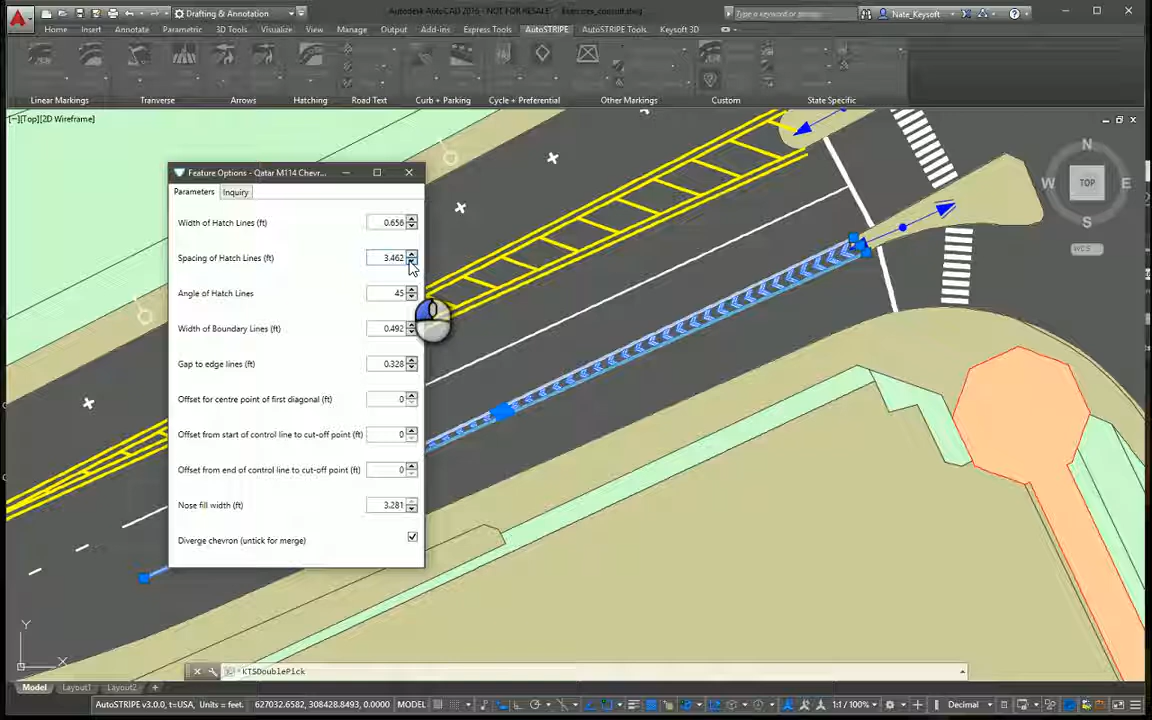 Drafting & Annotation
Autodesk AutoCAD 2016 - NOT FOR RESALE
Exercises_consult.dwg
Type a keyword or phrase
Nate_Keysoft
Home Insert Annotate Parametric 3D Tools Visualize View Manage Output Add-ins Express Tools AutoSTRIPE AutoSTRIPE Tools Keysoft 3D
Linear Markings Traverse Arrows Hatching Road Text Curb + Parking Cycle + Preferential Other Markings Custom State Specific
[−][Top][2D Wireframe]
N
W TOP E
S
WCS
Feature Options - Qatar M114 Chevr...
Parameters Inquiry
Width of Hatch Lines (ft) 0.656
Spacing of Hatch Lines (ft) 3.462
Angle of Hatch Lines 45
Width of Boundary Lines (ft) 0.492
Gap to edge lines (ft) 0.328
Offset for centre point of first diagonal (ft) 0
Offset from start of control line to cut-off point (ft) 0
Offset from end of control line to cut-off point (ft) 0
Nose fill width (ft) 3.281
Diverge chevron (untick for merge)
Y
X
KTSDoublePick
Model Layout1 Layout2 +
AutoSTRIPE v3.0.0, t=USA, Units = feet. 627032.6582, 308428.8493, 0.0000 MODEL 1:1 / 100% Decimal